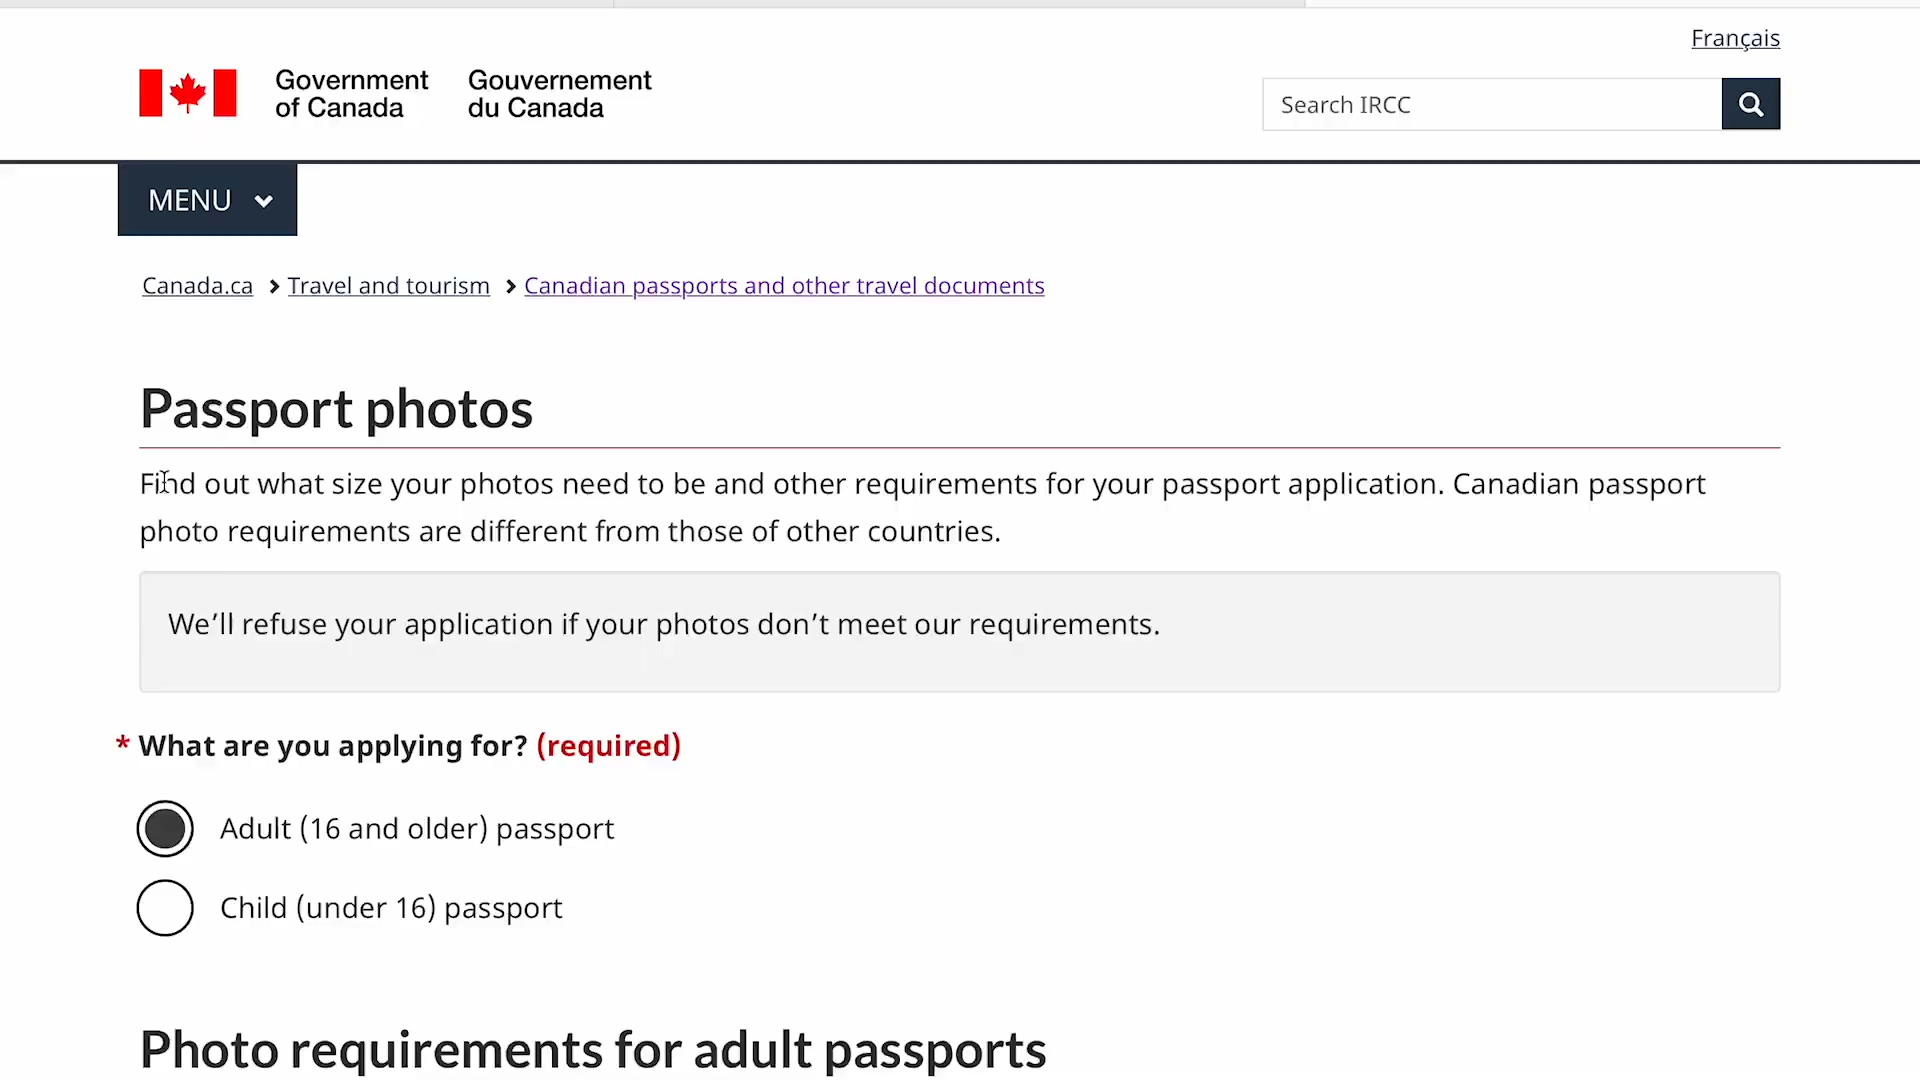 Français
Government
of Canada
Gouvernement
du Canada
Search IRCC
MENU
Canada.ca
Travel and tourism
Canadian passports and other travel documents
Passport photos
Find out what size your photos need to be and other requirements for your passport application. Canadian passport
photo requirements are different from those of other countries.
We’ll refuse your application if your photos don’t meet our requirements.
* What are you applying for? (required)
Adult (16 and older) passport
Child (under 16) passport
Photo requirements for adult passports